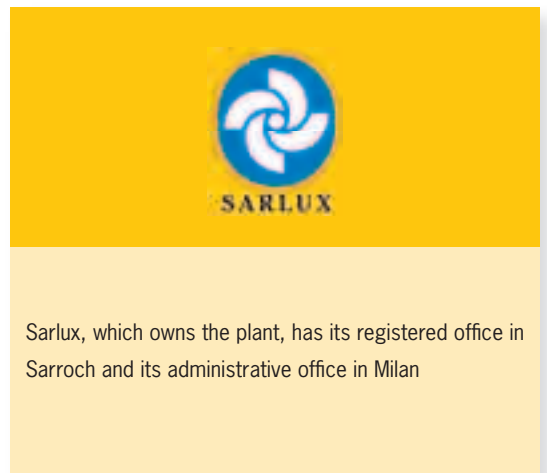 SARLUX
Sarlux, which owns the plant, has its registered office in
Sarroch and its administrative office in Milan